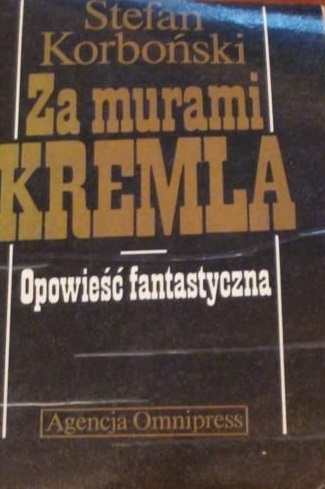 Stefan
Korboński
Za murami
KREMLA
Opowieść fantastyczna
Agencja Omnipress